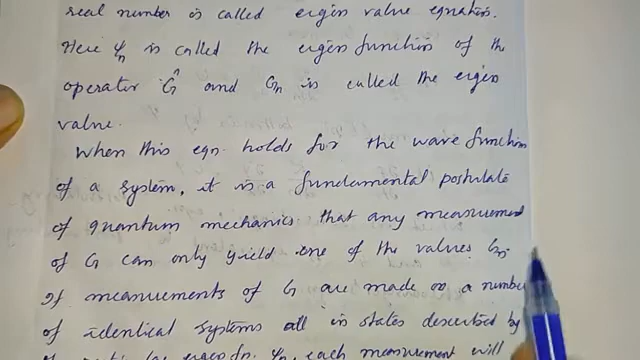 real number is called eigen value equation.
Here ψn is called the eigen function of the
operator Ĝ and Gn is called the eigen
value.
When this eqn. holds for the wave function
of a system, it is a fundamental postulate
of quantum mechanics that any measurement
of G can only yield one of the values Gn.
If measurements of G are made on a number
of identical systems all in states described by
each measurement will